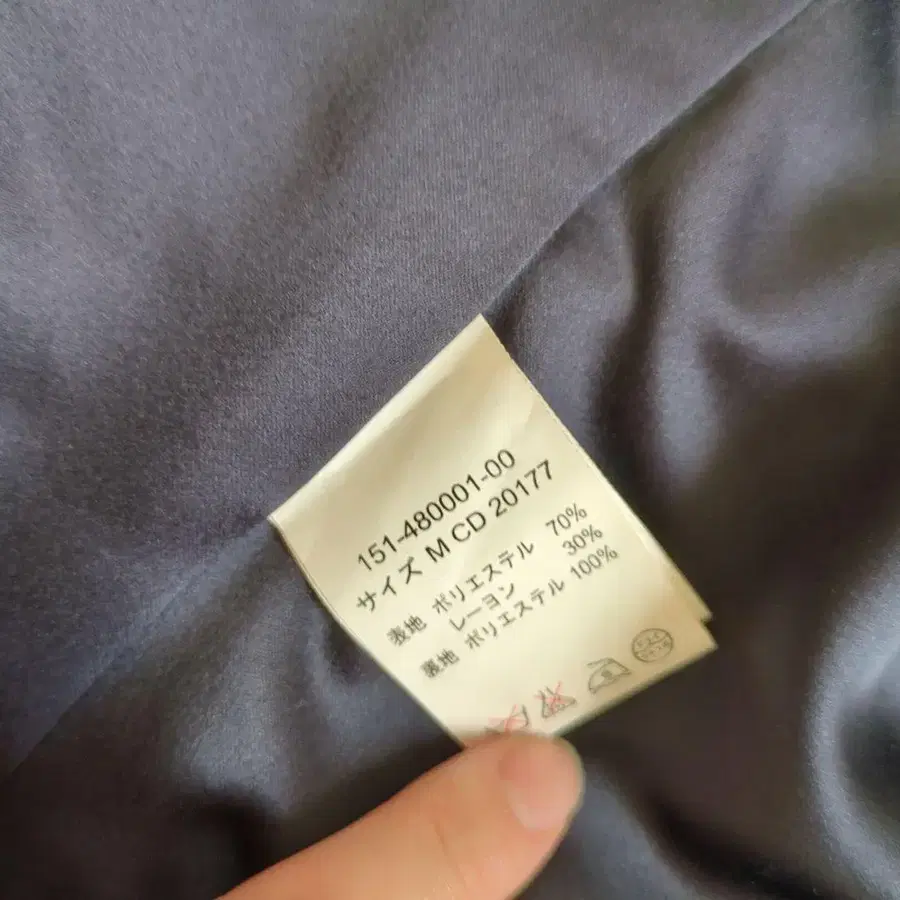 151-480001-00
サイズ M CD 20177
表地 ポリエステル 70%
レーヨン 30%
裏地 ポリエステル 100%